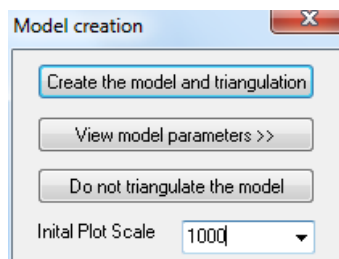 Model creation
Create the model and triangulation
View model parameters >>
Do not triangulate the model
Inital Plot Scale 1000